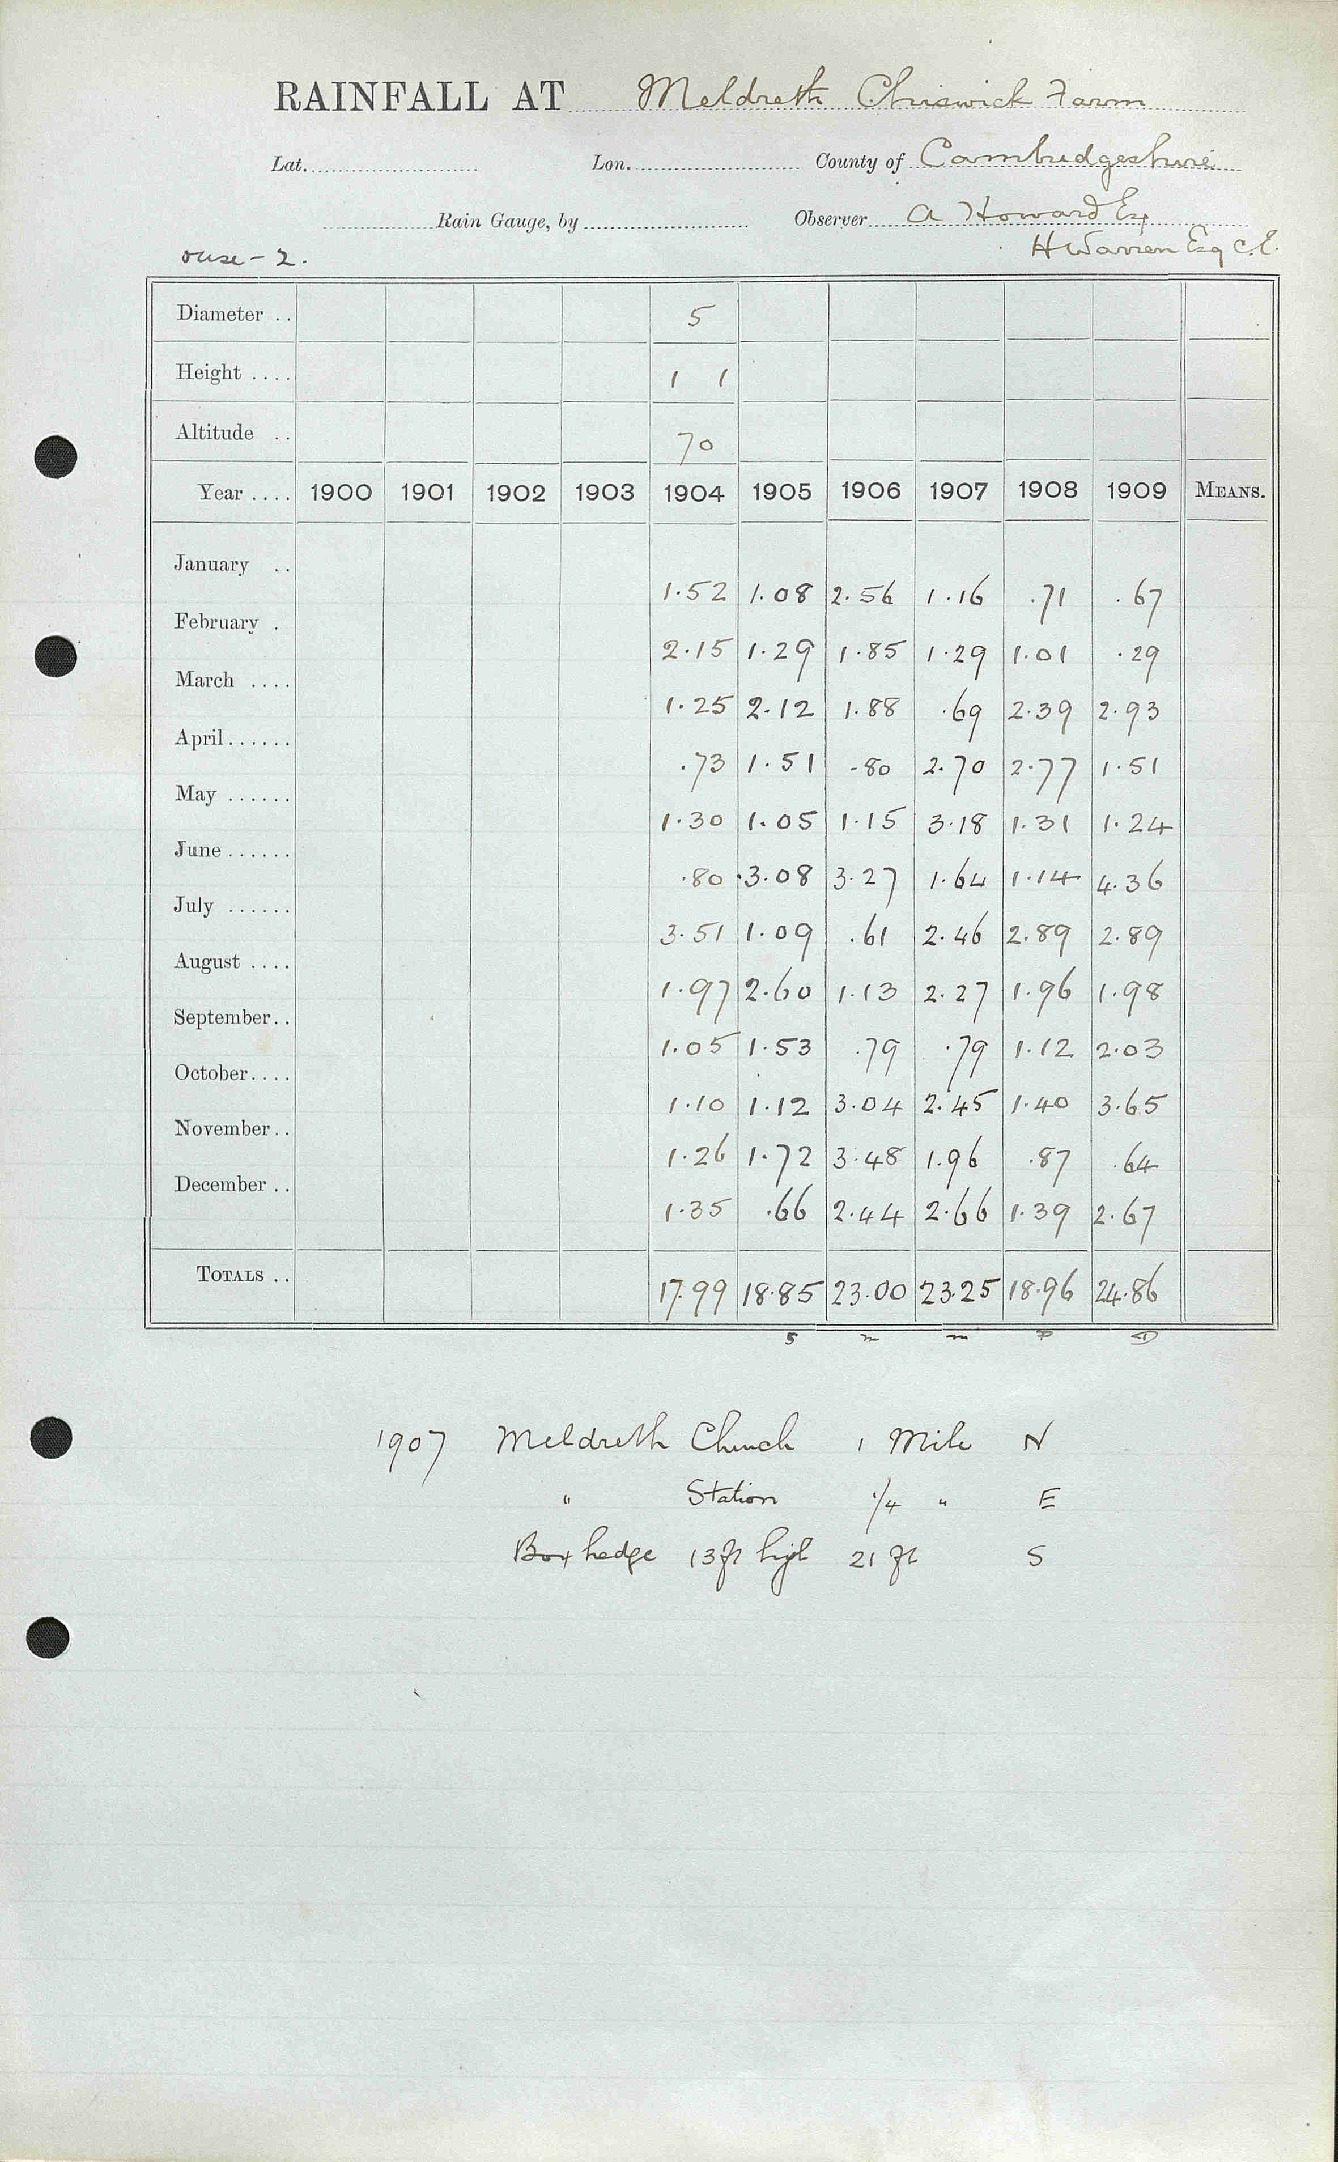 RAINFALL AT Meldreth Chiswick Farm
Lat. Lon. County of Cambridgeshire
Rain Gauge, by Observer A Howard Esq
Ouse - 2. H Warren Esq C.E.
Diameter .. 5
Height .... 1 1
Altitude .. 70
Year .... 1900 1901 1902 1903 1904 1905 1906 1907 1908 1909 MEANS.
January .. 1.52 1.08 2.56 1.16 .71 .67
February . 2.15 1.29 1.85 1.29 1.01 .29
March .... 1.25 2.12 1.88 .69 2.39 2.93
April...... .73 1.51 .80 2.70 2.77 1.51
May ...... 1.30 1.05 1.15 3.18 1.31 1.24
June ...... .80 3.08 3.27 1.64 1.14 4.36
July ...... 3.51 1.09 .61 2.46 2.89 2.89
August .... 1.97 2.60 1.13 2.27 1.96 1.98
September.. 1.05 1.53 .79 .79 1.12 2.03
October.... 1.10 1.12 3.04 2.45 1.40 3.65
November.. 1.26 1.72 3.48 1.96 .87 .64
December .. 1.35 .66 2.44 2.66 1.39 2.67
TOTALS .. 17.99 18.85 23.00 23.25 18.96 24.86
S m m P D
1907 Meldreth Church 1 Mile N
" Station 1/4 " E
Box hedge 13 ft high 21 ft S